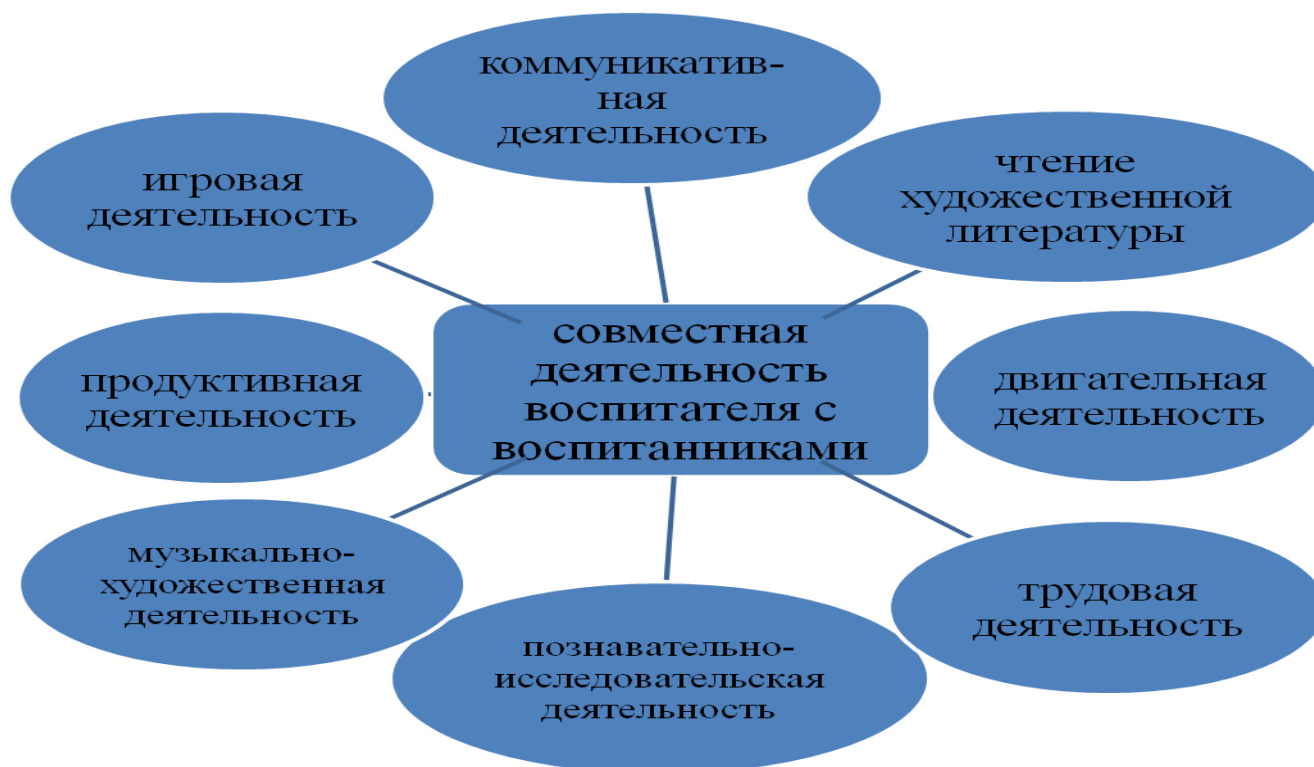 коммуникатив-
ная
деятельность
игровая
деятельность
чтение
художественной
литературы
совместная
деятельность
воспитателя с
воспитанниками
продуктивная
деятельность
двигательная
деятельность
музыкально-
художественная
деятельность
трудовая
деятельность
познавательно-
исследовательская
деятельность